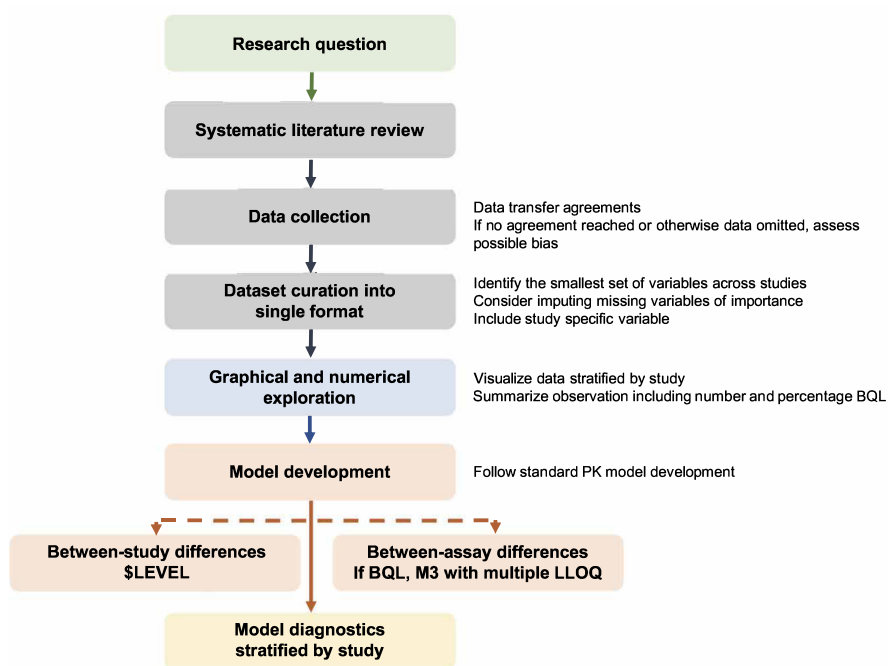 Research question
Systematic literature review
Data collection
Data transfer agreements
If no agreement reached or otherwise data omitted, assess
possible bias
Dataset curation into
single format
Identify the smallest set of variables across studies
Consider imputing missing variables of importance
Include study specific variable
Graphical and numerical
exploration
Visualize data stratified by study
Summarize observation including number and percentage BQL
Model development
Follow standard PK model development
Between-study differences
$LEVEL
Between-assay differences
If BQL, M3 with multiple LLOQ
Model diagnostics
stratified by study